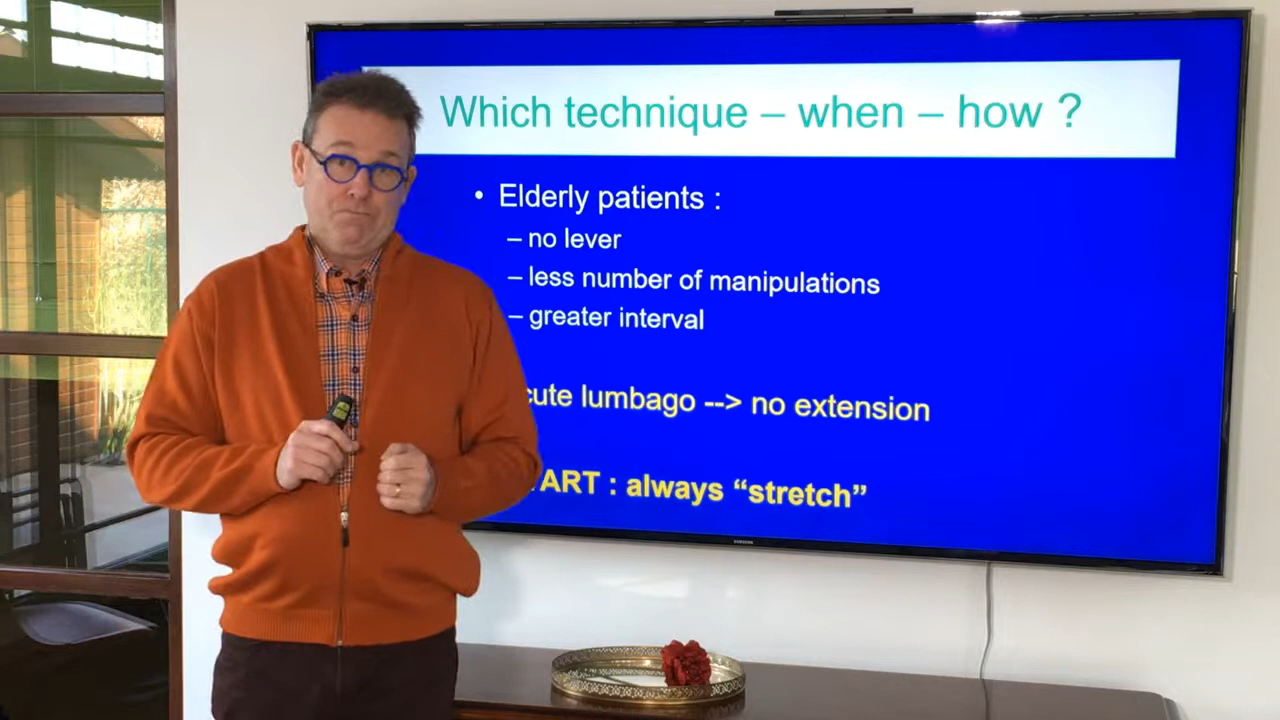 Which technique – when – how ?
• Elderly patients :
– no lever
– less number of manipulations
– greater interval
cute lumbago --> no extension
ART : always “stretch”
SAMSUNG